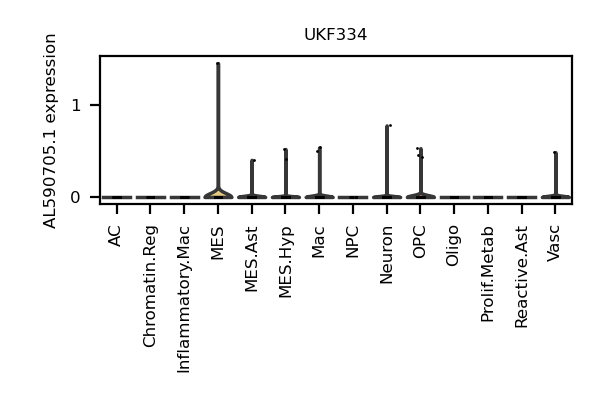 UKF334
AL590705.1 expression
1
0
AC
Chromatin.Reg
Inflammatory.Mac
MES
MES.Ast
MES.Hyp
Mac
NPC
Neuron
OPC
Oligo
Prolif.Metab
Reactive.Ast
Vasc